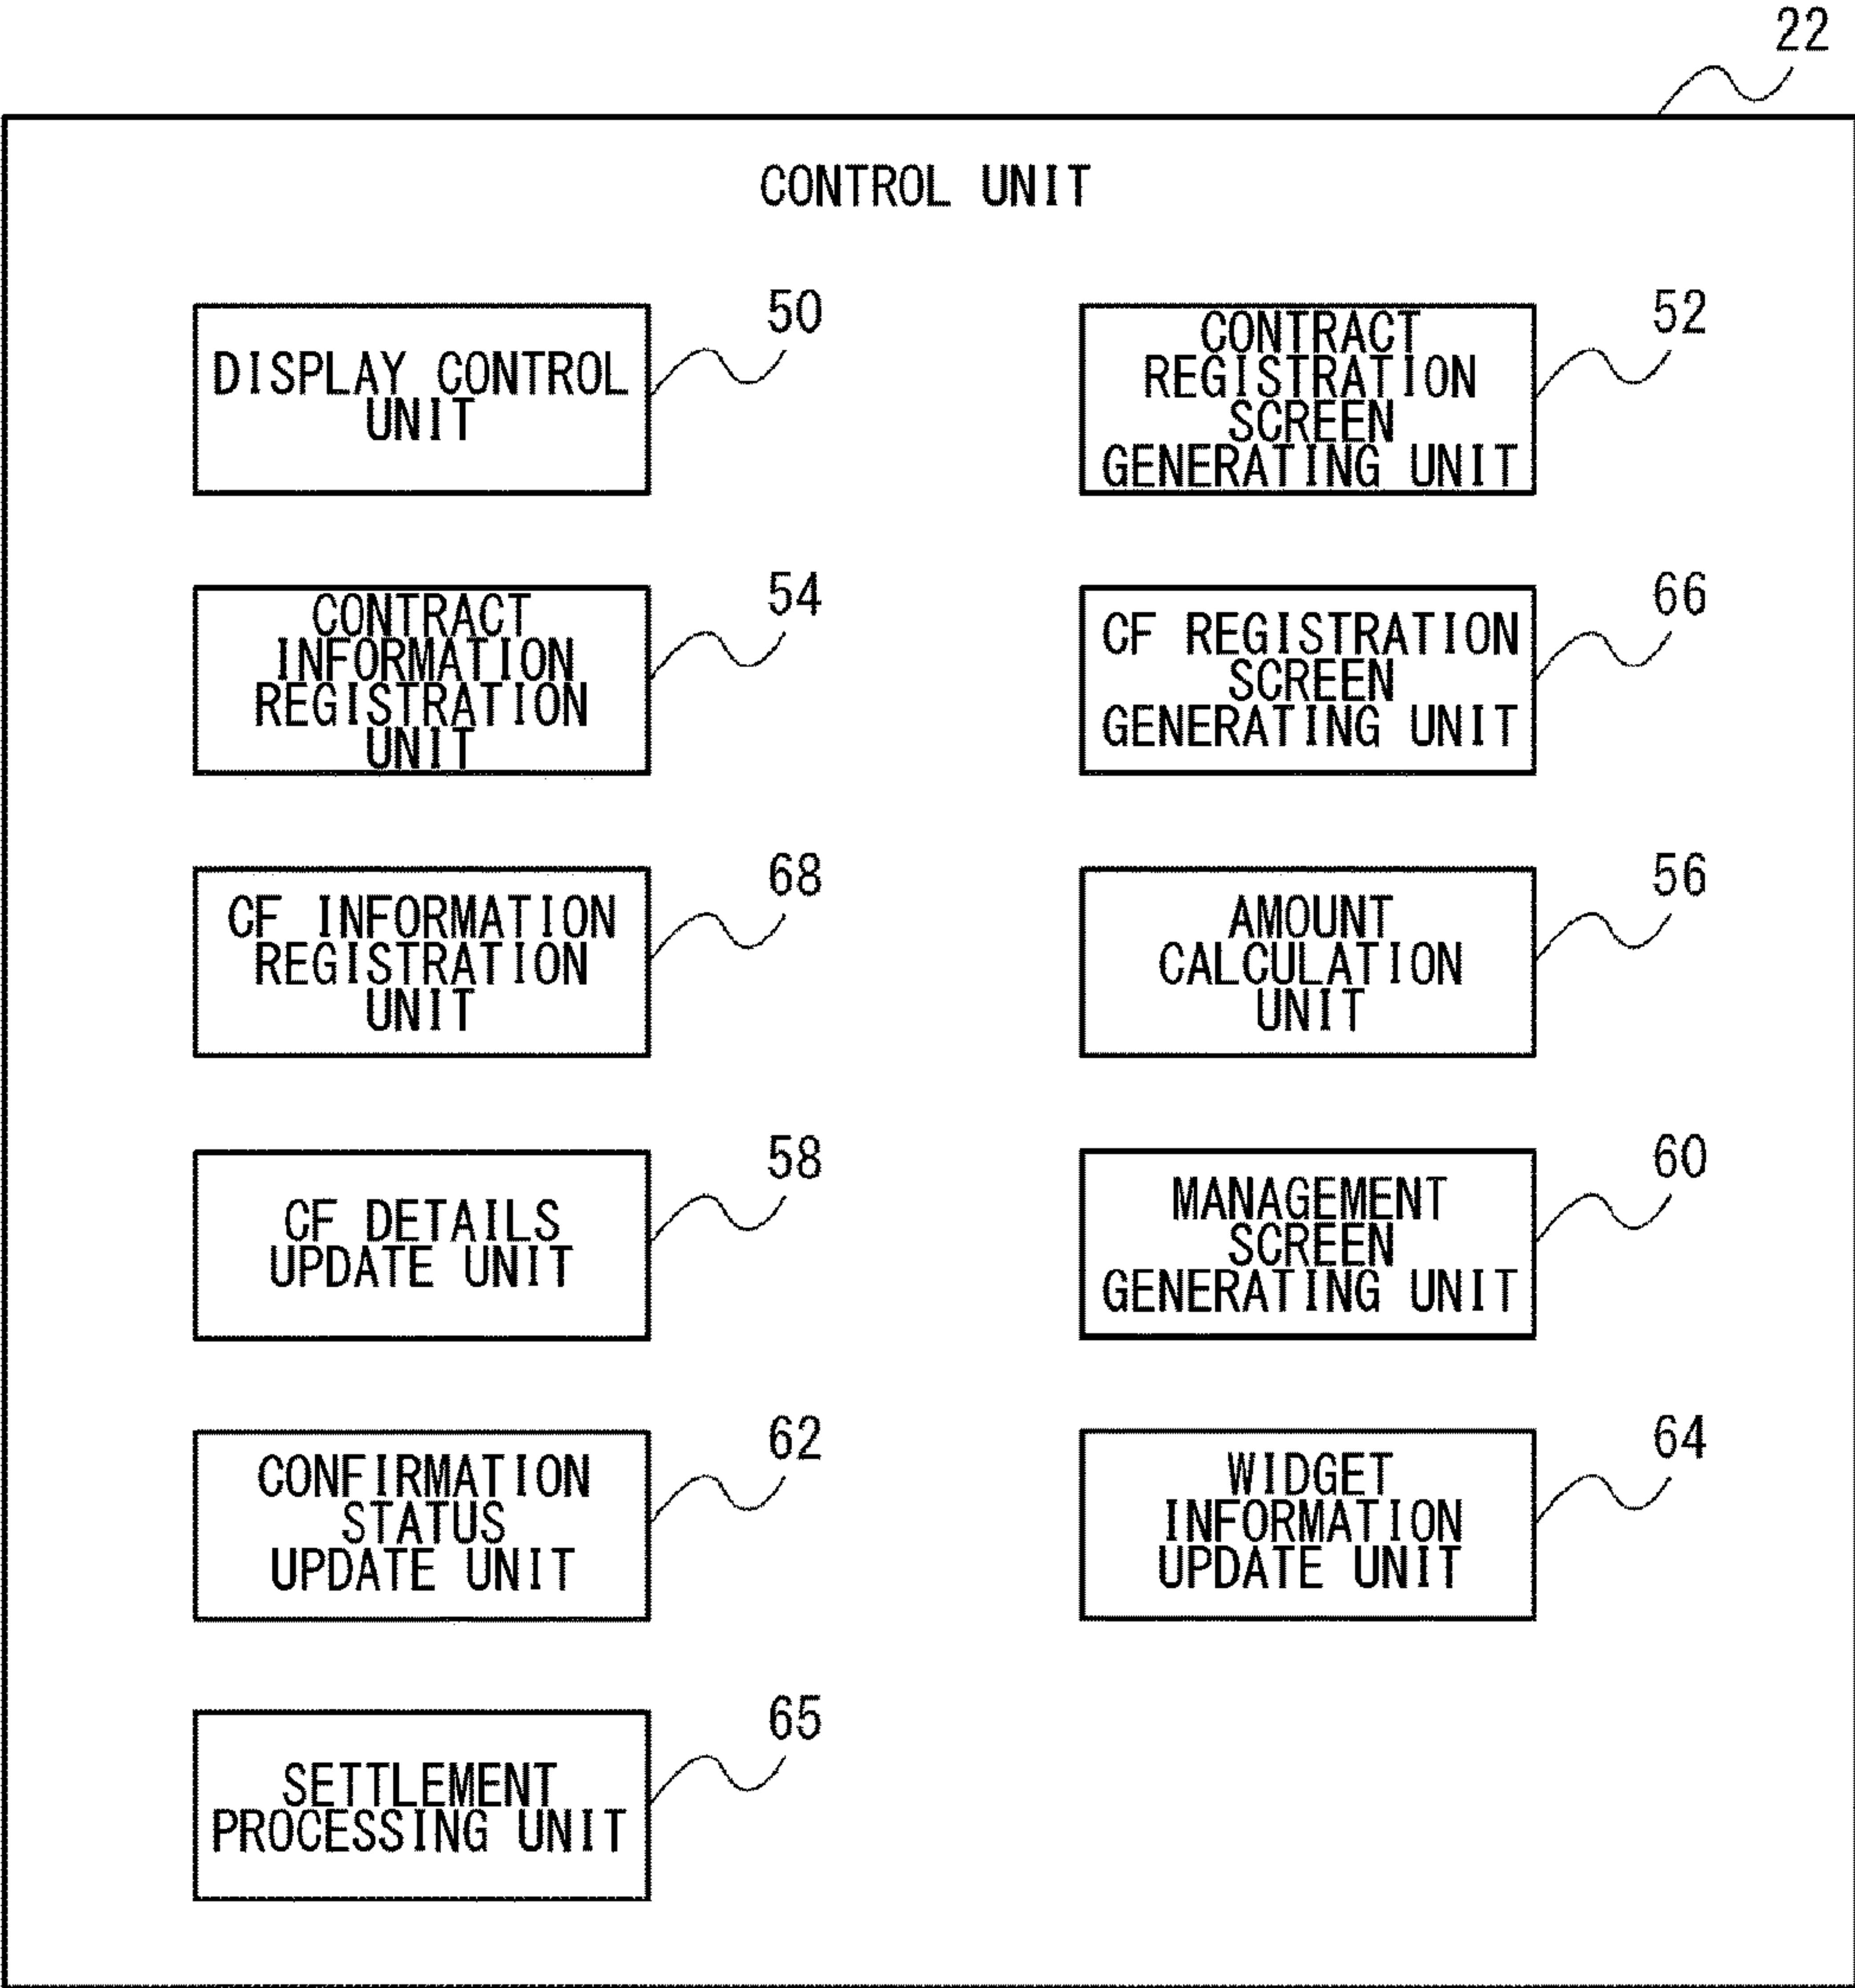 22
CONTROL UNIT
50
DISPLAY CONTROL
UNIT
52
CONTRACT
REGISTRATION
SCREEN
GENERATING UNIT
54
CONTRACT
INFORMATION
REGISTRATION
UNIT
66
CF REGISTRATION
SCREEN
GENERATING UNIT
68
CF INFORMATION
REGISTRATION
UNIT
56
AMOUNT
CALCULATION
UNIT
58
CF DETAILS
UPDATE UNIT
60
MANAGEMENT
SCREEN
GENERATING UNIT
62
CONFIRMATION
STATUS
UPDATE UNIT
64
WIDGET
INFORMATION
UPDATE UNIT
65
SETTLEMENT
PROCESSING UNIT